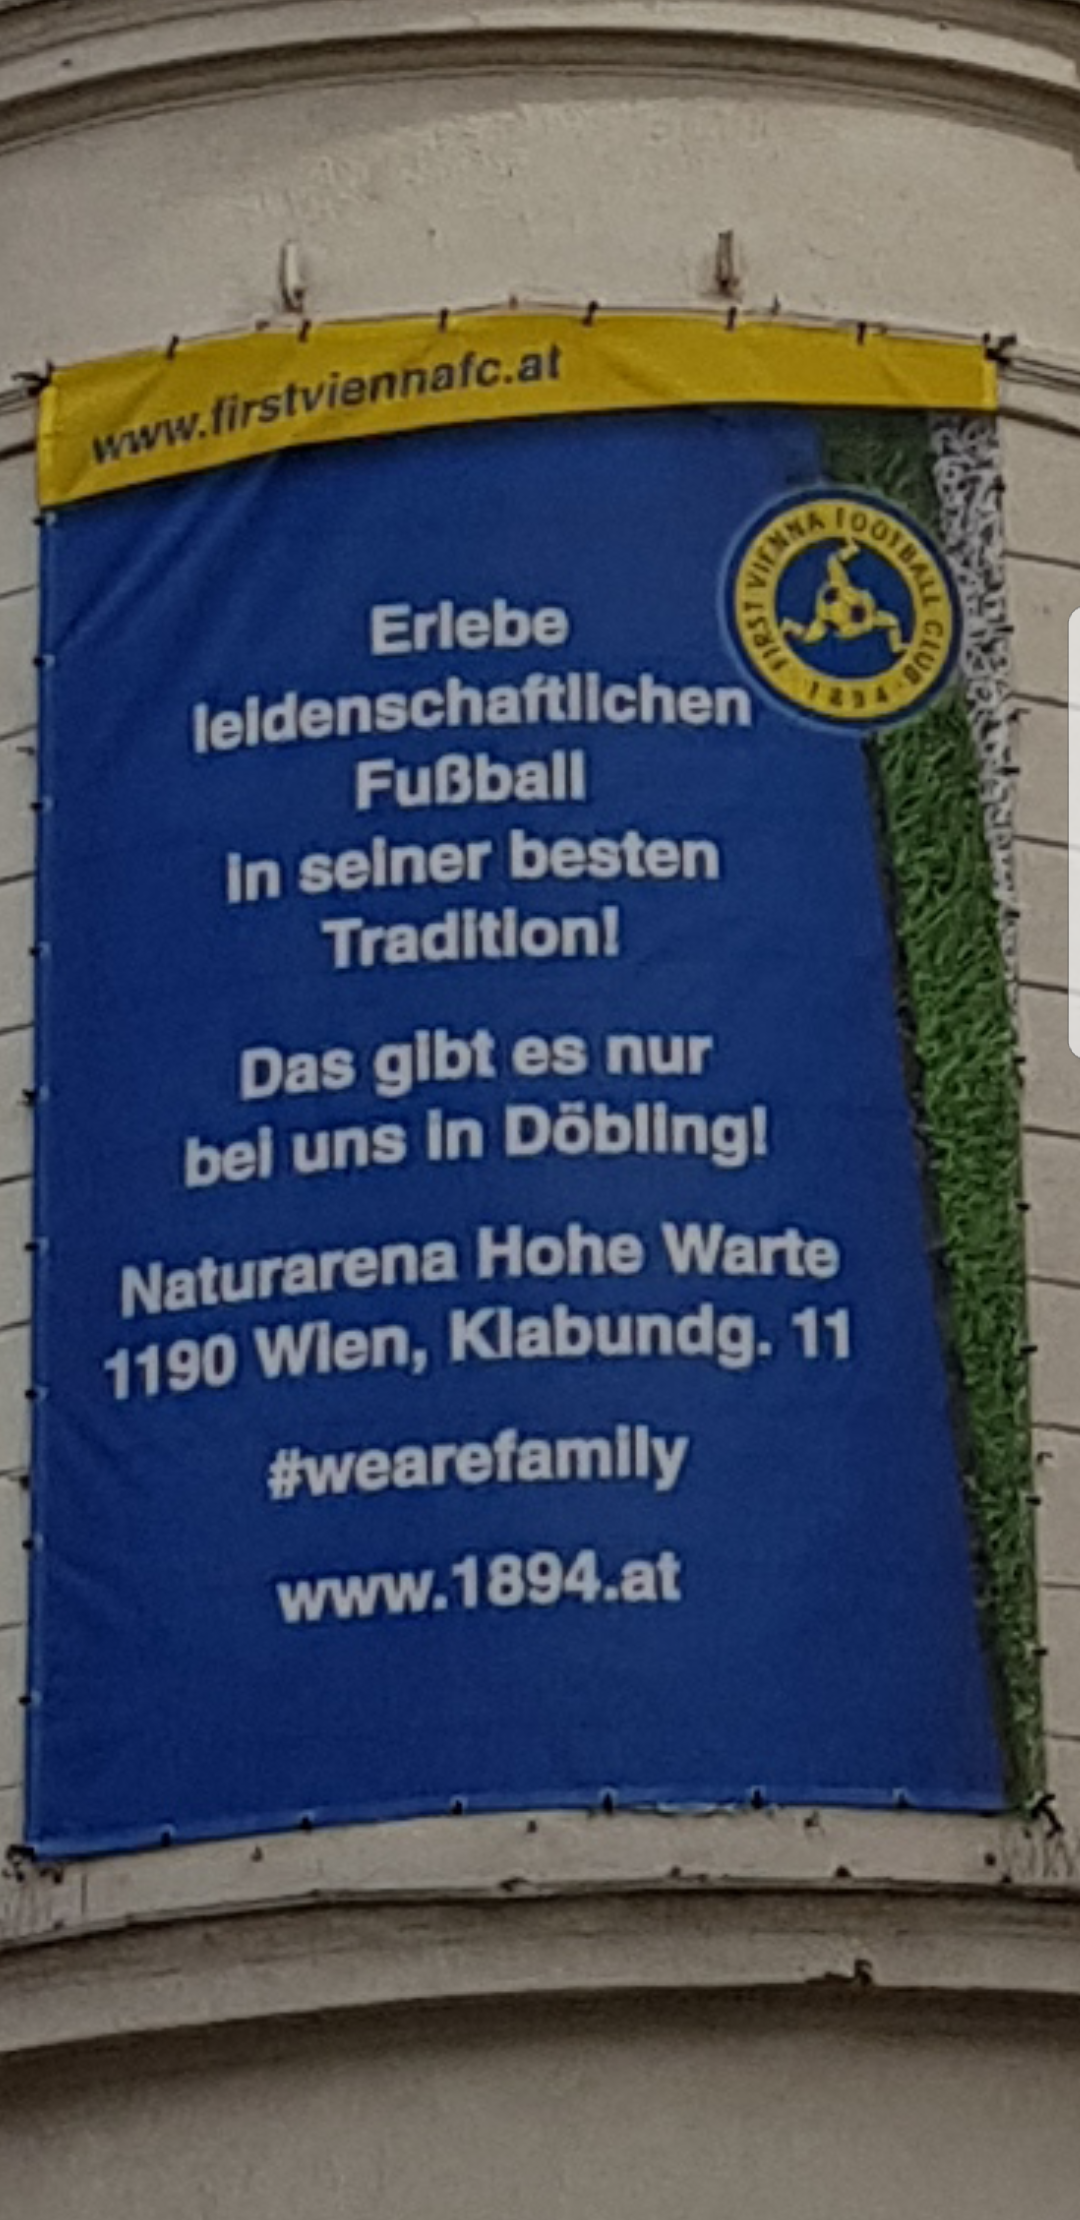 www.firstviennafc.at
FIRST VIENNA FOOTBALL CLUB
1894
Erlebe
leidenschaftlichen
Fußball
in seiner besten
Tradition!
Das gibt es nur
bei uns in Döbling!
Naturarena Hohe Warte
1190 Wien, Klabundg. 11
#wearefamily
www.1894.at